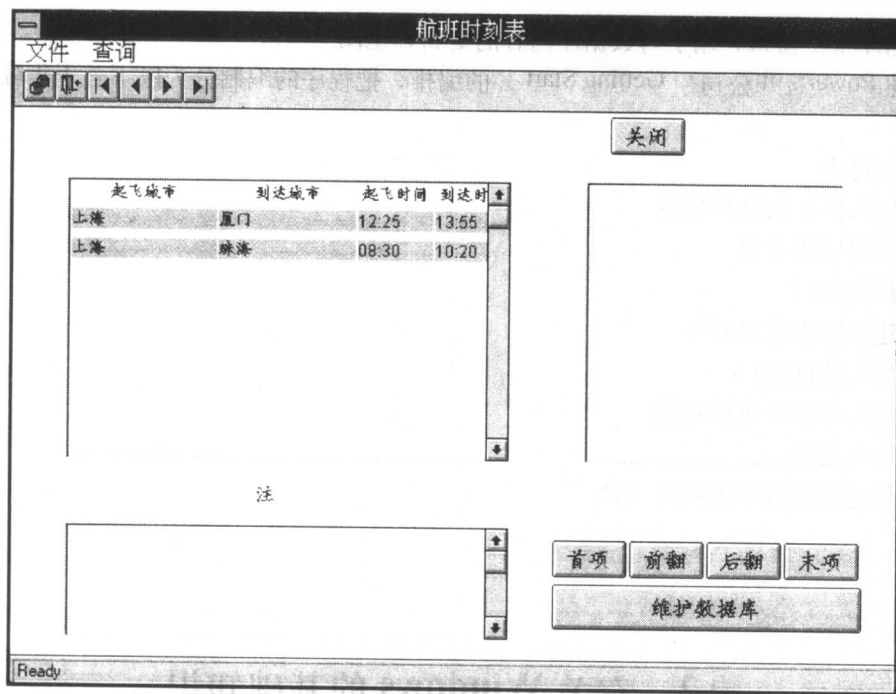 航班时刻表
文件 查询
关闭
起飞城市 到达城市 起飞时间 到达时
上海 厦门 12:25 13:55
上海 珠海 08:30 10:20
注
首项 前翻 后翻 末项
维护数据库
Ready